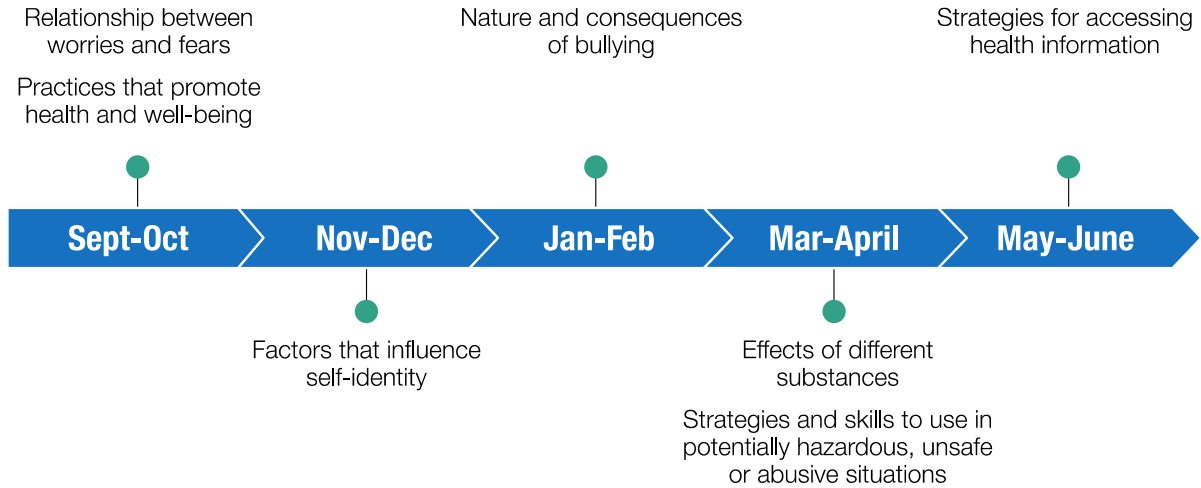 Relationship between
worries and fears
Practices that promote
health and well-being
Nature and consequences
of bullying
Strategies for accessing
health information
Sept-Oct
Nov-Dec
Jan-Feb
Mar-April
May-June
Factors that influence
self-identity
Effects of different
substances
Strategies and skills to use in
potentially hazardous, unsafe
or abusive situations